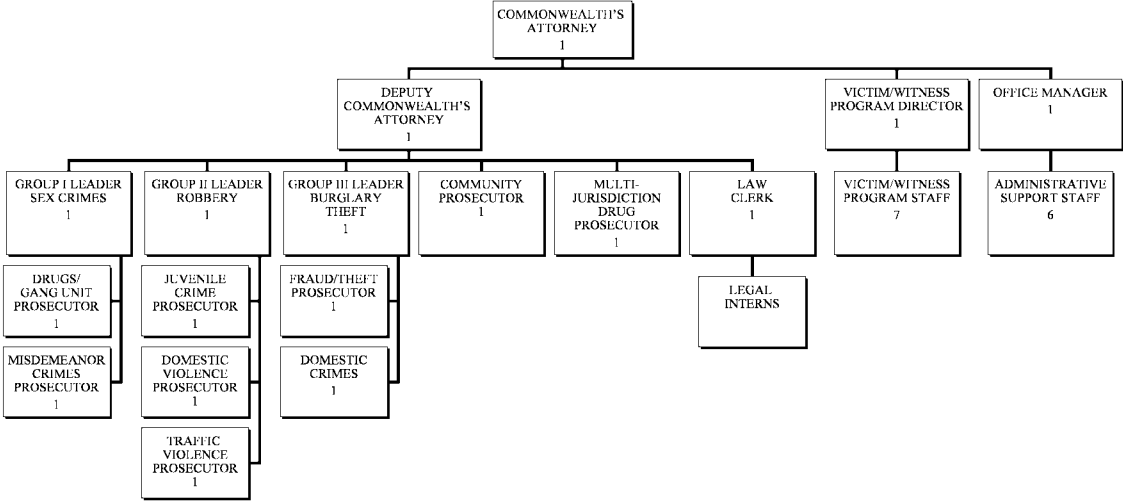 COMMONWEALTH'S
ATTORNEY
1
DEPUTY
COMMONWEALTH'S
ATTORNEY
1
VICTIM/WITNESS
PROGRAM DIRECTOR
1
OFFICE MANAGER
1
GROUP I LEADER
SEX CRIMES
1
GROUP II LEADER
ROBBERY
1
GROUP III LEADER
BURGLARY
THEFT
1
COMMUNITY
PROSECUTOR
1
MULTI-
JURISDICTION
DRUG
PROSECUTOR
1
LAW
CLERK
1
VICTIM/WITNESS
PROGRAM STAFF
7
ADMINISTRATIVE
SUPPORT STAFF
6
DRUGS/
GANG UNIT
PROSECUTOR
1
JUVENILE
CRIME
PROSECUTOR
1
FRAUD/THEFT
PROSECUTOR
1
LEGAL
INTERNS
MISDEMEANOR
CRIMES
PROSECUTOR
1
DOMESTIC
VIOLENCE
PROSECUTOR
1
DOMESTIC
CRIMES
1
TRAFFIC
VIOLENCE
PROSECUTOR
1